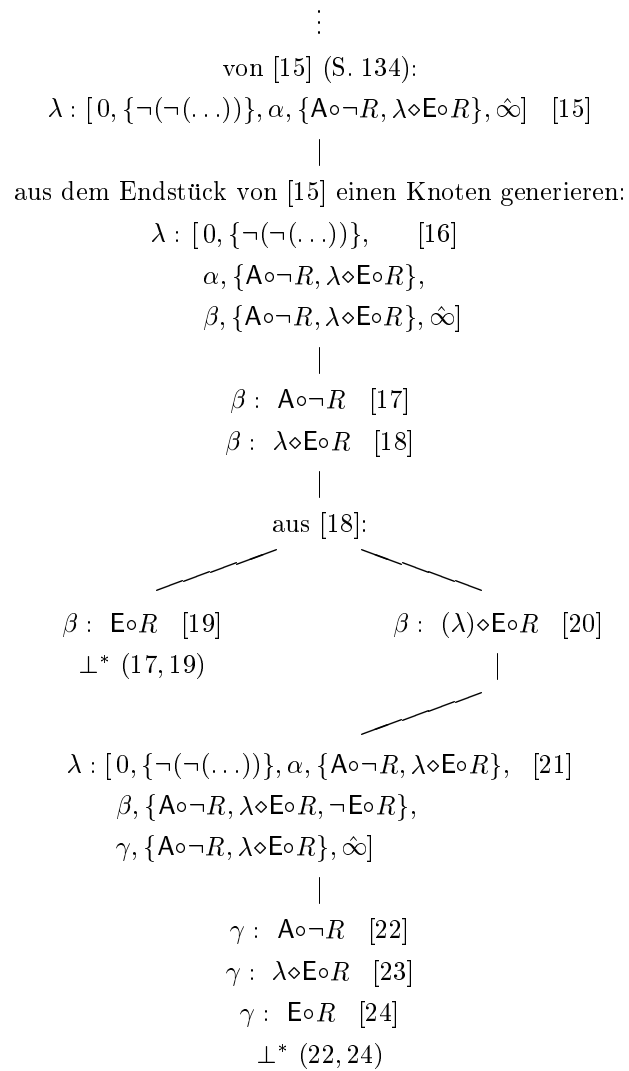 ⋮
von [15] (S. 134):
λ : [ 0, {¬(¬(…))}, α, {A∘¬R, λ⋄E∘R}, ∞̂] [15]
aus dem Endstück von [15] einen Knoten generieren:
λ : [ 0, {¬(¬(…))}, [16]
α, {A∘¬R, λ⋄E∘R},
β, {A∘¬R, λ⋄E∘R}, ∞̂]
β : A∘¬R [17]
β : λ⋄E∘R [18]
aus [18]:
β : E∘R [19] β : (λ)⋄E∘R [20]
⊥* (17, 19)
λ : [ 0, {¬(¬(…))}, α, {A∘¬R, λ⋄E∘R}, [21]
β, {A∘¬R, λ⋄E∘R, ¬E∘R},
γ, {A∘¬R, λ⋄E∘R}, ∞̂]
γ : A∘¬R [22]
γ : λ⋄E∘R [23]
γ : E∘R [24]
⊥* (22, 24)